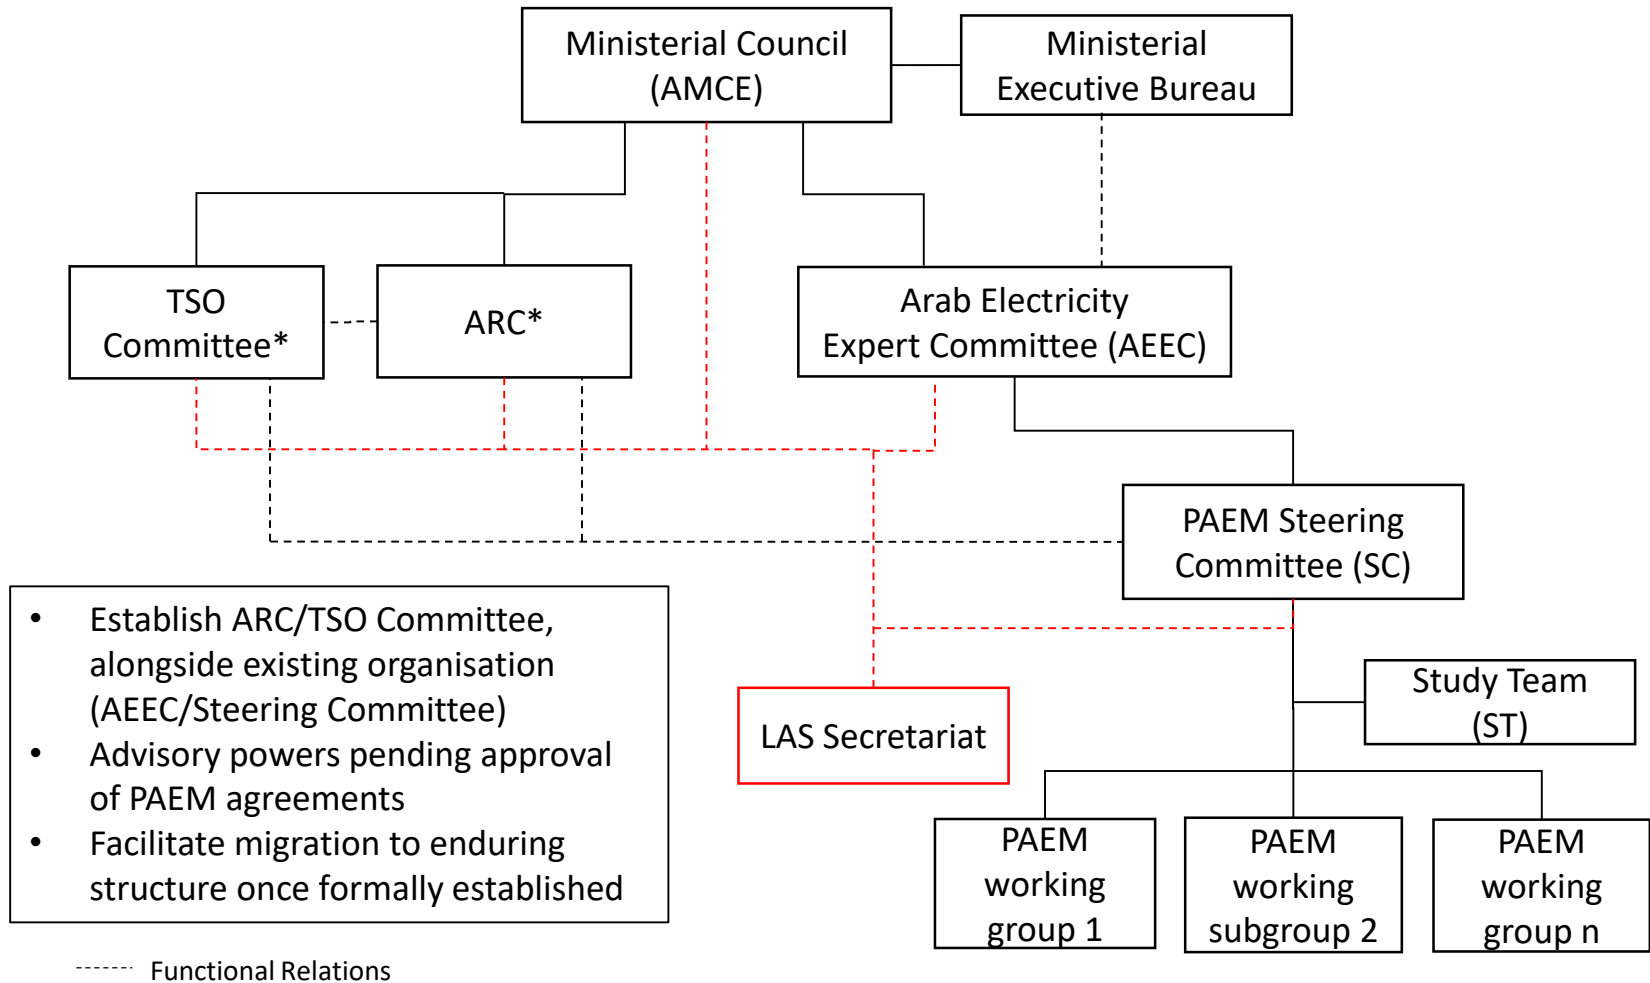 Ministerial Council
(AMCE)
Ministerial
Executive Bureau
TSO
Committee*
ARC*
Arab Electricity
Expert Committee (AEEC)
PAEM Steering
Committee (SC)
• Establish ARC/TSO Committee,
alongside existing organisation
(AEEC/Steering Committee)
• Advisory powers pending approval
of PAEM agreements
• Facilitate migration to enduring
structure once formally established
LAS Secretariat
Study Team
(ST)
PAEM
working
group 1
PAEM
working
subgroup 2
PAEM
working
group n
Functional Relations